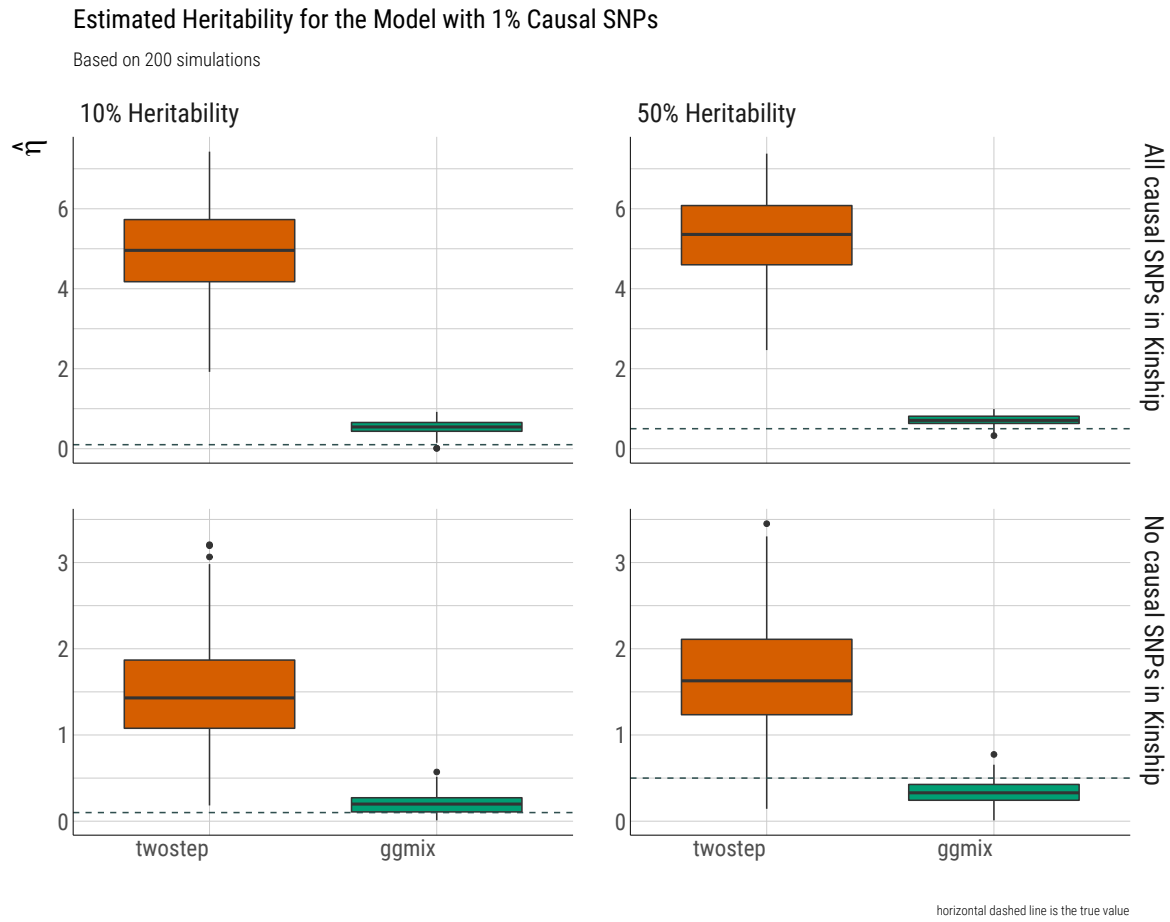 Estimated Heritability for the Model with 1% Causal SNPs
Based on 200 simulations
10% Heritability
50% Heritability
η̂
6
4
2
0
6
4
2
0
All causal SNPs in Kinship
3
2
1
0
3
2
1
0
No causal SNPs in Kinship
twostep
ggmix
twostep
ggmix
horizontal dashed line is the true value